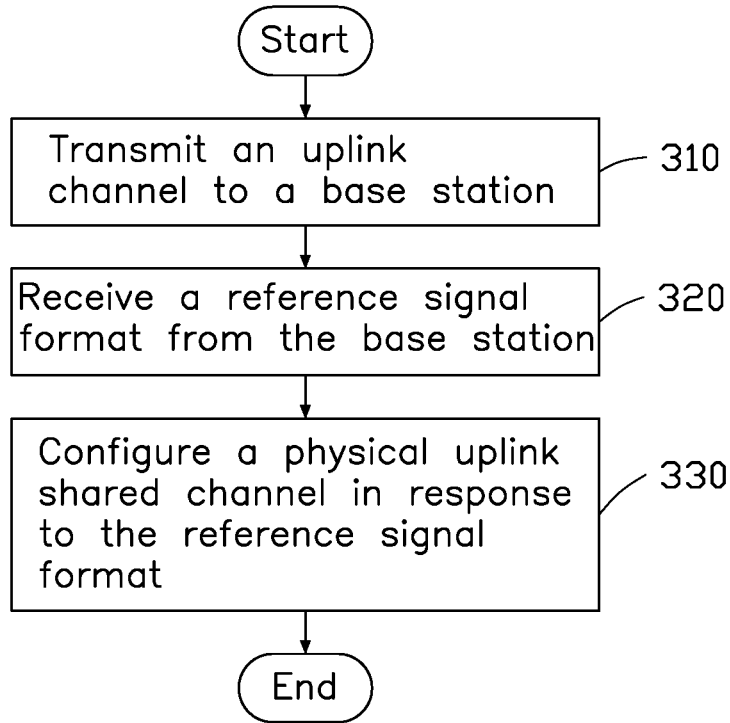 Start
Transmit an uplink
channel to a base station
310
Receive a reference signal
format from the base station
320
Configure a physical uplink
shared channel in response
to the reference signal
format
330
End